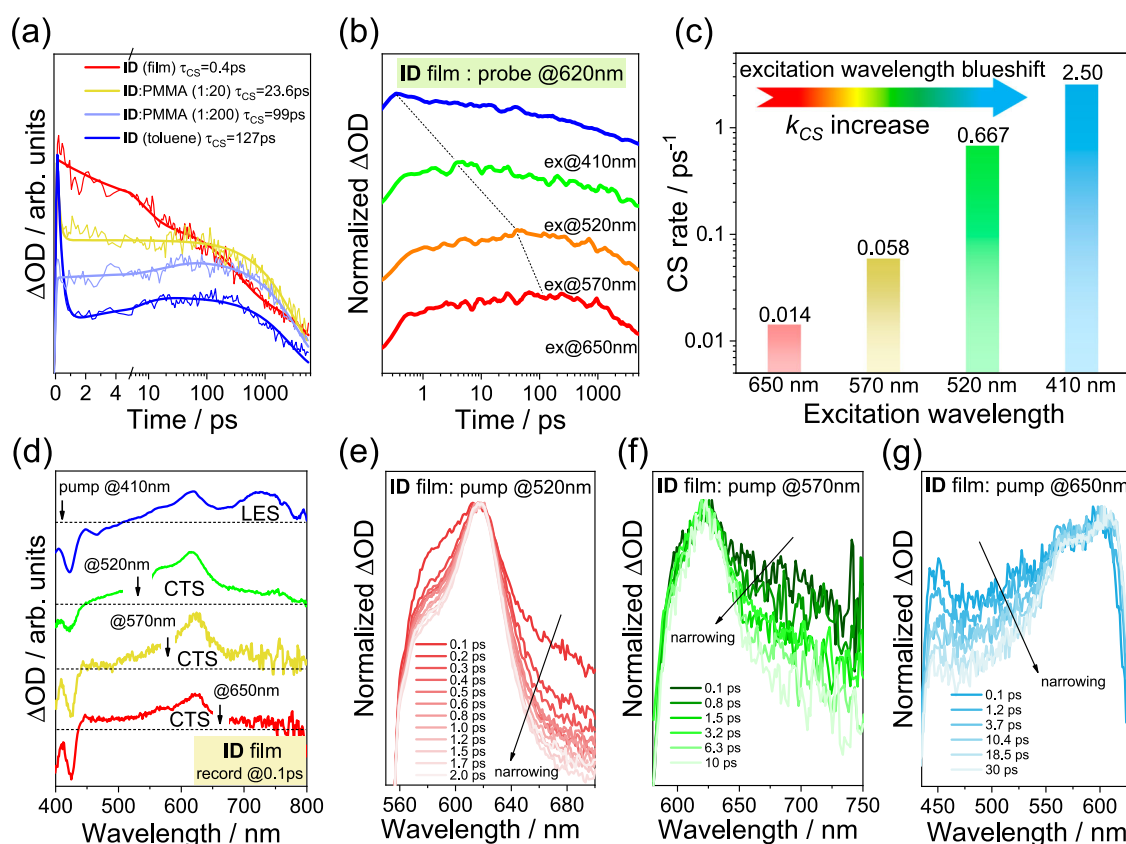 (a)
ID (film) τCS=0.4ps
ID:PMMA (1:20) τCS=23.6ps
ID:PMMA (1:200) τCS=99ps
ID (toluene) τCS=127ps
ΔOD / arb. units
0 2 4 10 100 1000
Time / ps
(b)
ID film : probe @620nm
ex@410nm
ex@520nm
ex@570nm
ex@650nm
Normalized ΔOD
1 10 100 1000
Time / ps
(c)
excitation wavelength blueshift
kCS increase
2.50
0.667
0.058
0.014
CS rate / ps⁻¹
1
0.1
0.01
650 nm 570 nm 520 nm 410 nm
Excitation wavelength
(d)
pump @410nm
LES
@520nm
CTS
@570nm
CTS
@650nm
CTS
ID film
record @0.1ps
ΔOD / arb. units
400 500 600 700 800
Wavelength / nm
(e)
ID film: pump @520nm
0.1 ps
0.2 ps
0.3 ps
0.4 ps
0.5 ps
0.6 ps
0.8 ps
1.0 ps
1.2 ps
1.5 ps
1.7 ps
2.0 ps
narrowing
Normalized ΔOD
560 600 640 680
Wavelength / nm
(f)
ID film: pump @570nm
narrowing
0.1 ps
0.8 ps
1.5 ps
3.2 ps
6.3 ps
10 ps
Normalized ΔOD
600 650 700 750
Wavelength / nm
(g)
ID film: pump @650nm
narrowing
0.1 ps
1.2 ps
3.7 ps
10.4 ps
18.5 ps
30 ps
Normalized ΔOD
450 500 550 600
Wavelength / nm